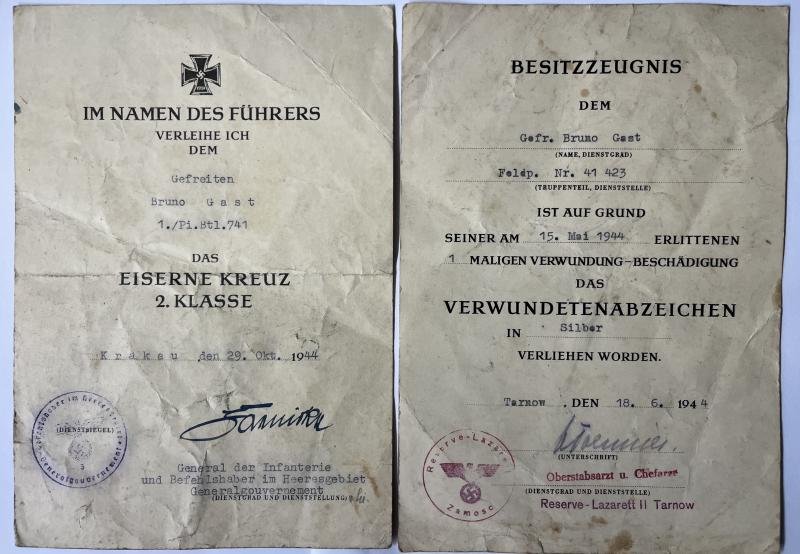 IM NAMEN DES FÜHRERS
VERLEIHE ICH
DEM
Gefreiten
Bruno Gast
1./Pi.Btl.741
DAS
EISERNE KREUZ
2. KLASSE
Krakau den 29. Okt. 1944
(DIENSTSIEGEL)
General der Infanterie
und Befehlshaber im Heeresgebiet
Generalgouvernement
(DIENSTGRAD UND DIENSTSTELLUNG)
Befehlshaber im Heeresgebiet
Generalgouvernement
BESITZZEUGNIS
DEM
Gefr. Bruno Gast
(NAME, DIENSTGRAD)
Feldp. Nr. 41 423
(TRUPPENTEIL, DIENSTSTELLE)
IST AUF GRUND
SEINER AM 15. Mai 1944 ERLITTENEN
1 MALIGEN VERWUNDUNG-BESCHÄDIGUNG
DAS
VERWUNDETENABZEICHEN
IN Silber
VERLIEHEN WORDEN.
Tarnow, DEN 18. 6. 1944
(UNTERSCHRIFT)
Oberstabsarzt u. Chefarzt
(DIENSTGRAD UND DIENSTSTELLE)
Reserve-Lazarett II Tarnow
Reserve-Lazarett
Zamosc